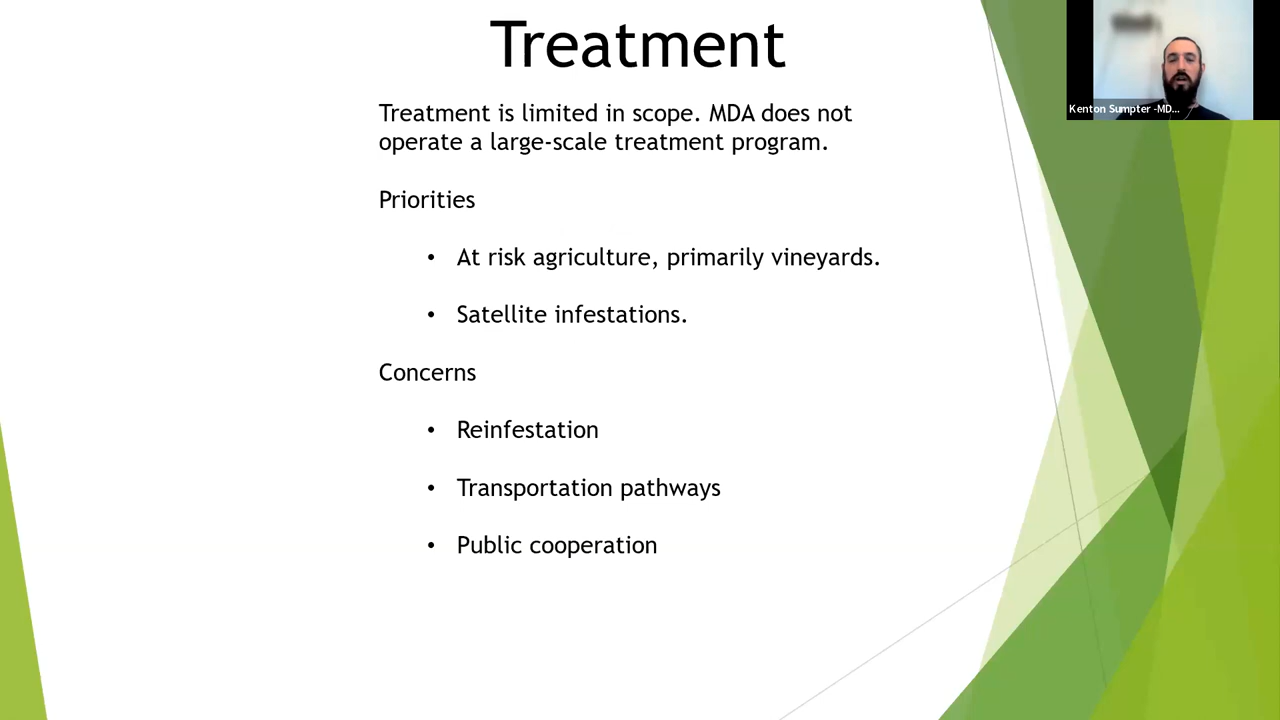 Treatment
Treatment is limited in scope. MDA does not
operate a large-scale treatment program.
Priorities
• At risk agriculture, primarily vineyards.
• Satellite infestations.
Concerns
• Reinfestation
• Transportation pathways
• Public cooperation
Kenton Sumpter -MD...